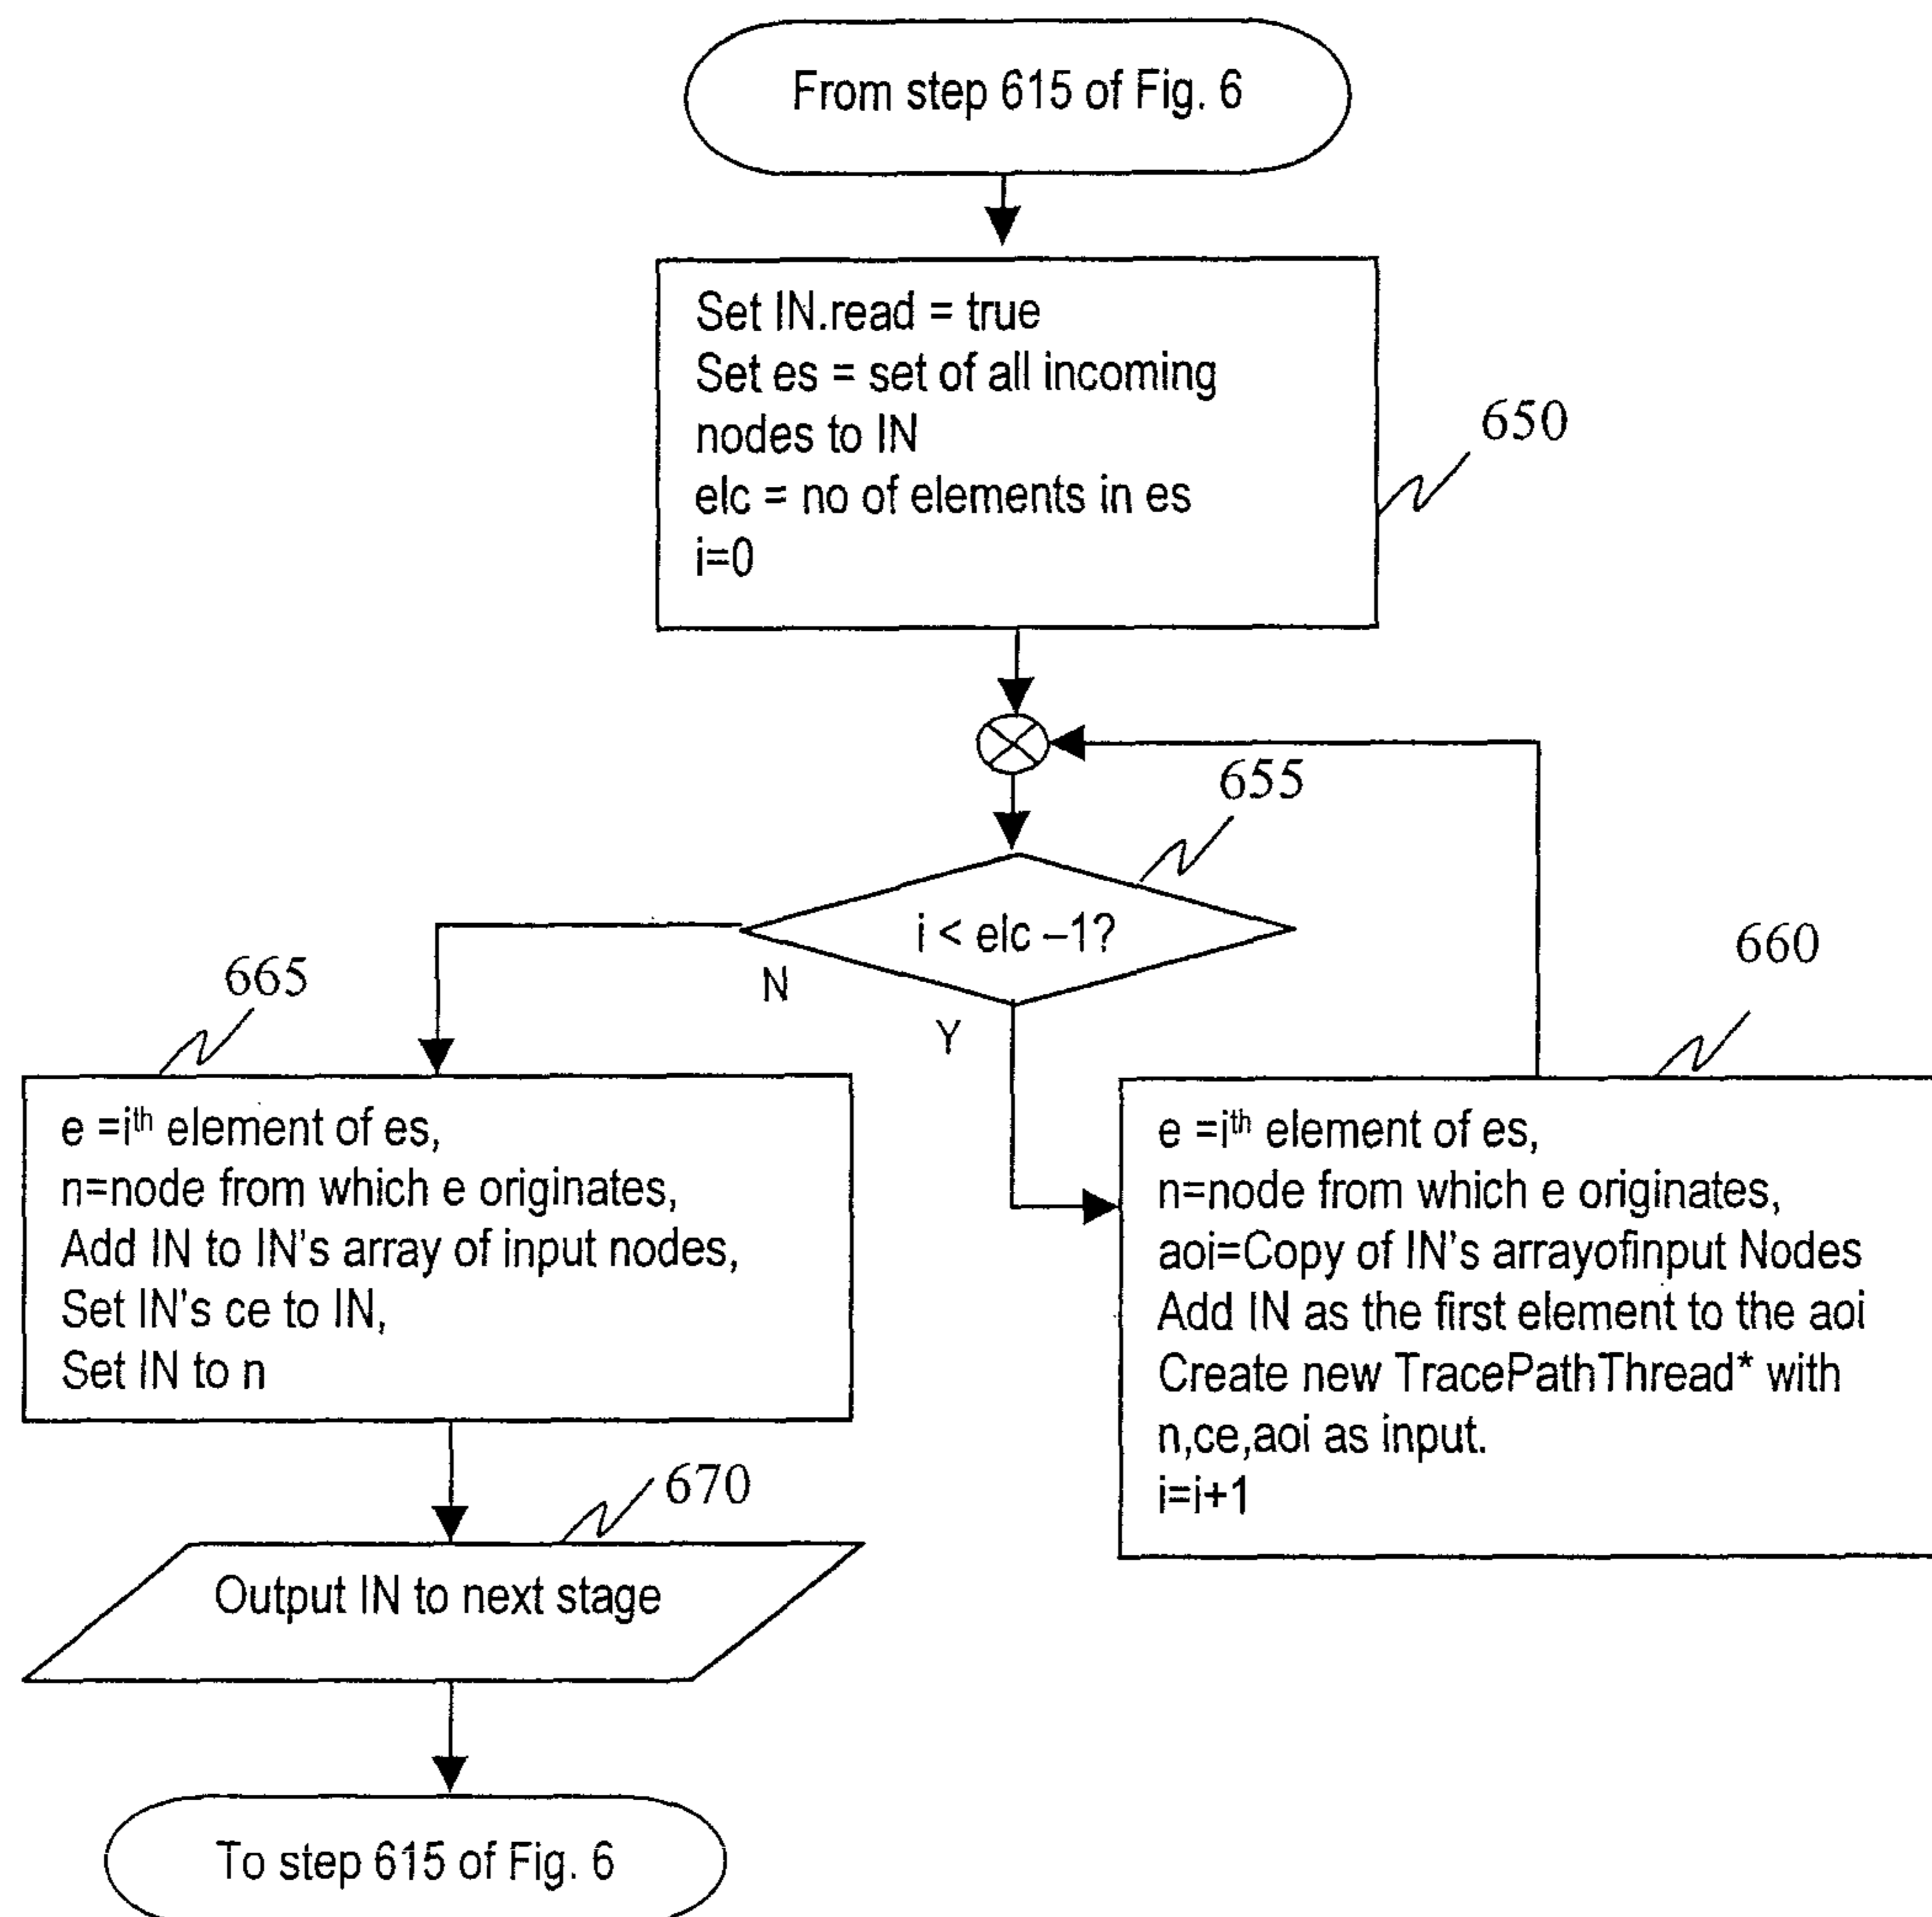 From step 615 of Fig. 6
Set IN.read = true
Set es = set of all incoming
nodes to IN
elc = no of elements in es
i=0
650
655
i < elc –1?
N
Y
665
e =iᵗʰ element of es,
n=node from which e originates,
Add IN to IN's array of input nodes,
Set IN's ce to IN,
Set IN to n
660
e =iᵗʰ element of es,
n=node from which e originates,
aoi=Copy of IN's arrayofinput Nodes
Add IN as the first element to the aoi
Create new TracePathThread* with
n,ce,aoi as input.
i=i+1
670
Output IN to next stage
To step 615 of Fig. 6